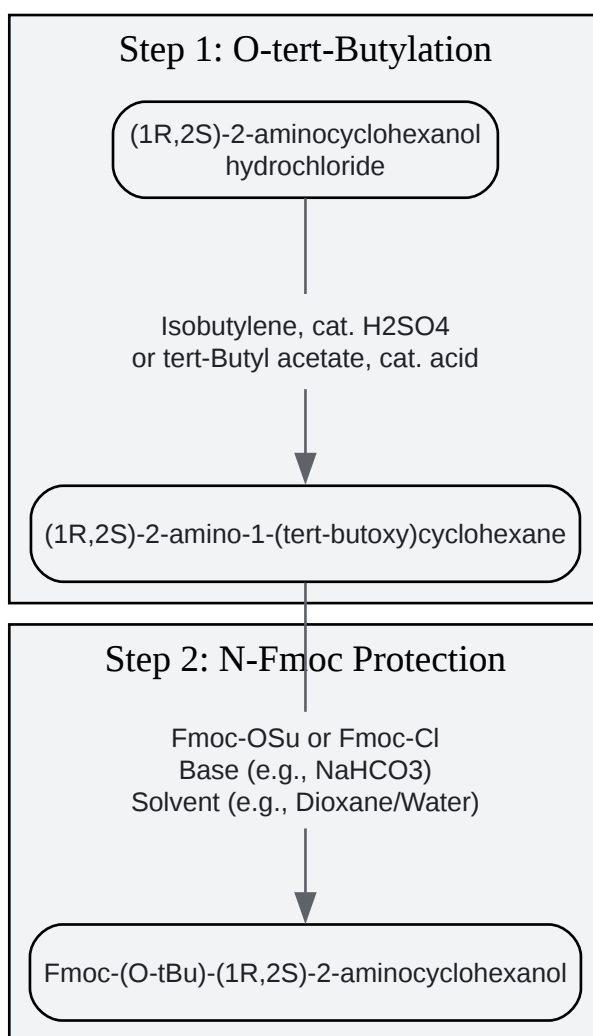 Step 1: O-tert-Butylation
(1R,2S)-2-aminocyclohexanol
hydrochloride
Isobutylene, cat. H2SO4
or tert-Butyl acetate, cat. acid
(1R,2S)-2-amino-1-(tert-butoxy)cyclohexane
Step 2: N-Fmoc Protection
Fmoc-OSu or Fmoc-Cl
Base (e.g., NaHCO3)
Solvent (e.g., Dioxane/Water)
Fmoc-(O-tBu)-(1R,2S)-2-aminocyclohexanol